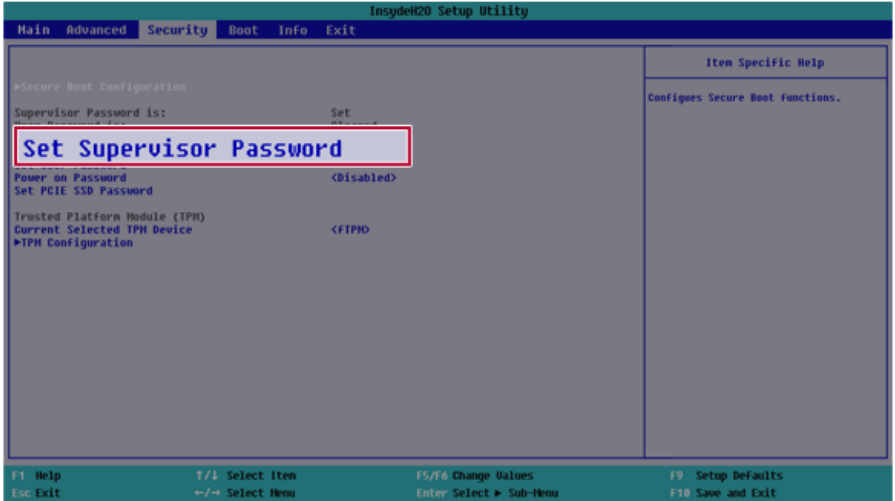 InsydeH20 Setup Utility
Main Advanced Security Boot Info Exit
Item Specific Help
▶Secure Boot Configuration
Configues Secure Boot functions.
Supervisor Password is: Set
Set Supervisor Password
Power on Password <Disabled>
Set PCIE SSD Password
Trusted Platform Module (TPM)
Current Selected TPM Device <fTPM>
▶TPM Configuration
F1 Help ↑/↓ Select Item F5/F6 Change Values F9 Setup Defaults
Esc Exit ←/→ Select Menu Enter Select ▶ Sub-Menu F10 Save and Exit